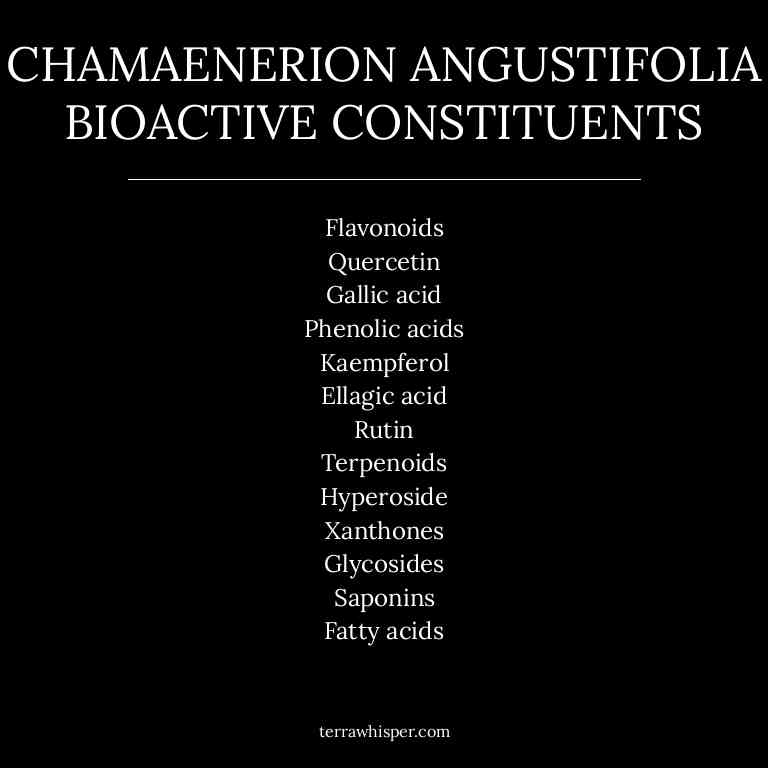 CHAMAENERION ANGUSTIFOLIA
BIOACTIVE CONSTITUENTS
Flavonoids
Quercetin
Gallic acid
Phenolic acids
Kaempferol
Ellagic acid
Rutin
Terpenoids
Hyperoside
Xanthones
Glycosides
Saponins
Fatty acids
terrawhisper.com